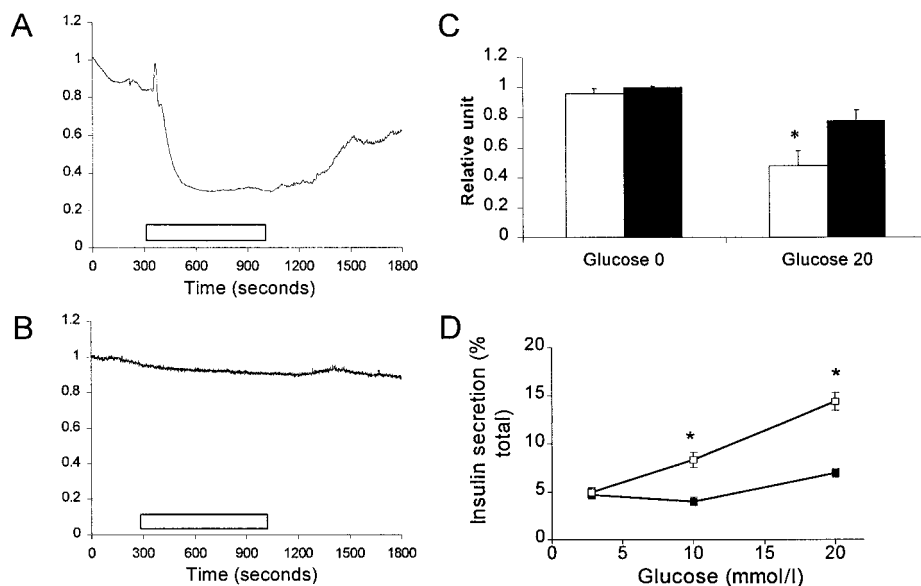 A
1.2
1
0.8
0.6
0.4
0.2
0
0 300 600 900 1200 1500 1800
Time (seconds)
B
1.2
1
0.8
0.6
0.4
0.2
0
0 300 600 900 1200 1500 1800
Time (seconds)
C
Relative unit
1.2
1
0.8
0.6
0.4
0.2
0
*
Glucose 0 Glucose 20
D
Insulin secretion (%
total)
20
15
10
5
0
*
*
0 5 10 15 20
Glucose (mmol/l)